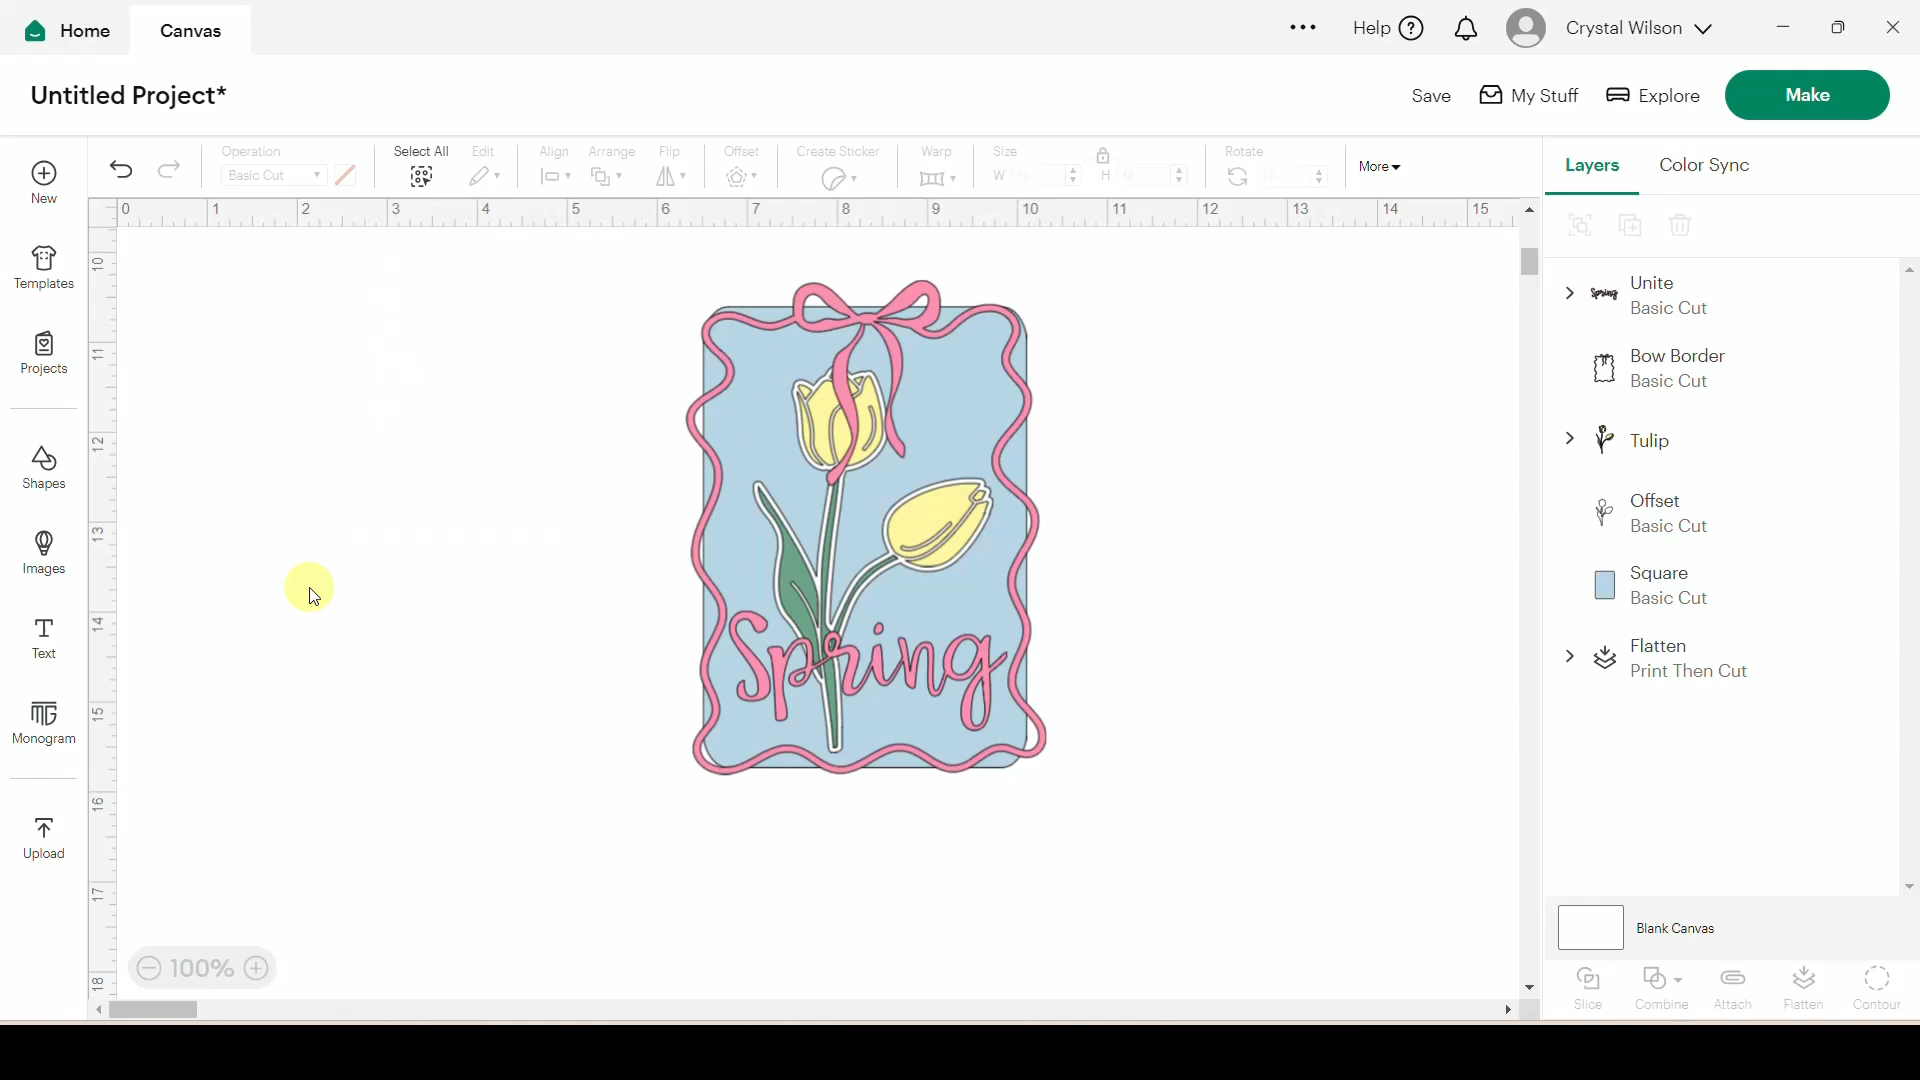 Home
Canvas
Help
Crystal Wilson
Untitled Project*
Save
My Stuff
Explore
Make
Operation
Basic Cut
Select All
Edit
Align
Arrange
Flip
Offset
Create Sticker
Warp
Size
W
H
Rotate
More
Layers
Color Sync
0 1 2 3 4 5 6 7 8 9 10 11 12 13 14 15
10
11
12
13
14
15
16
17
18
New
Templates
Projects
Shapes
Images
Text
Monogram
Upload
Spring
100%
Spring
Unite
Basic Cut
Bow Border
Basic Cut
Tulip
Offset
Basic Cut
Square
Basic Cut
Flatten
Print Then Cut
Blank Canvas
Slice
Combine
Attach
Flatten
Contour